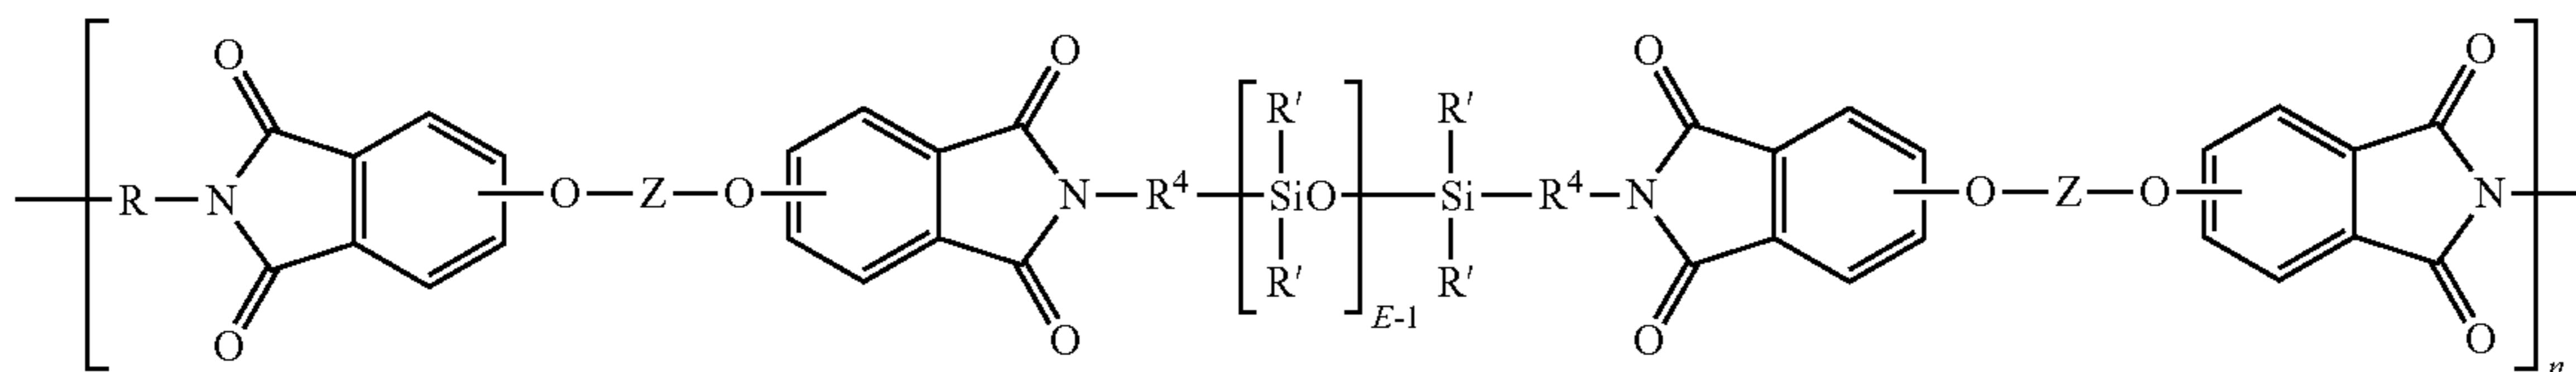 O O O O
R' R'
R—N O—Z—O N—R⁴—SiO—Si—R⁴—N O—Z—O N
R' R'
E-1
O O O O
n